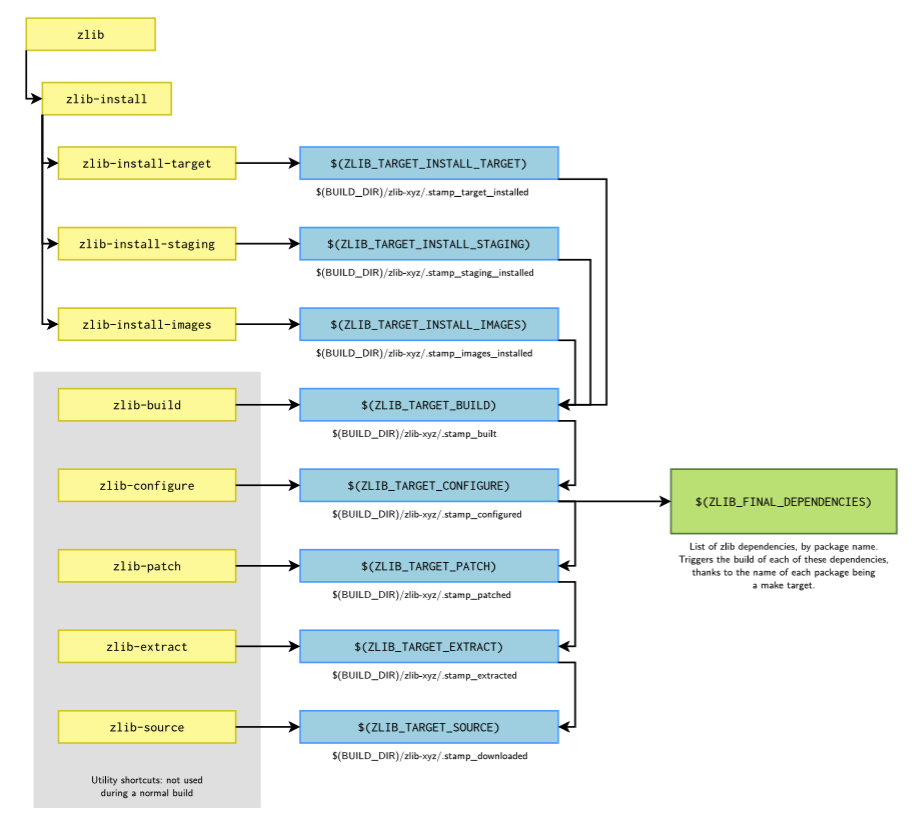 zlib
zlib-install
zlib-install-target
$(ZLIB_TARGET_INSTALL_TARGET)
$(BUILD_DIR)/zlib-xyz/.stamp_target_installed
zlib-install-staging
$(ZLIB_TARGET_INSTALL_STAGING)
$(BUILD_DIR)/zlib-xyz/.stamp_staging_installed
zlib-install-images
$(ZLIB_TARGET_INSTALL_IMAGES)
$(BUILD_DIR)/zlib-xyz/.stamp_images_installed
zlib-build
$(ZLIB_TARGET_BUILD)
$(BUILD_DIR)/zlib-xyz/.stamp_built
zlib-configure
$(ZLIB_TARGET_CONFIGURE)
$(BUILD_DIR)/zlib-xyz/.stamp_configured
$(ZLIB_FINAL_DEPENDENCIES)
List of zlib dependencies, by package name.
Triggers the build of each of these dependencies,
thanks to the name of each package being
a make target.
zlib-patch
$(ZLIB_TARGET_PATCH)
$(BUILD_DIR)/zlib-xyz/.stamp_patched
zlib-extract
$(ZLIB_TARGET_EXTRACT)
$(BUILD_DIR)/zlib-xyz/.stamp_extracted
zlib-source
$(ZLIB_TARGET_SOURCE)
$(BUILD_DIR)/zlib-xyz/.stamp_downloaded
Utility shortcuts: not used
during a normal build